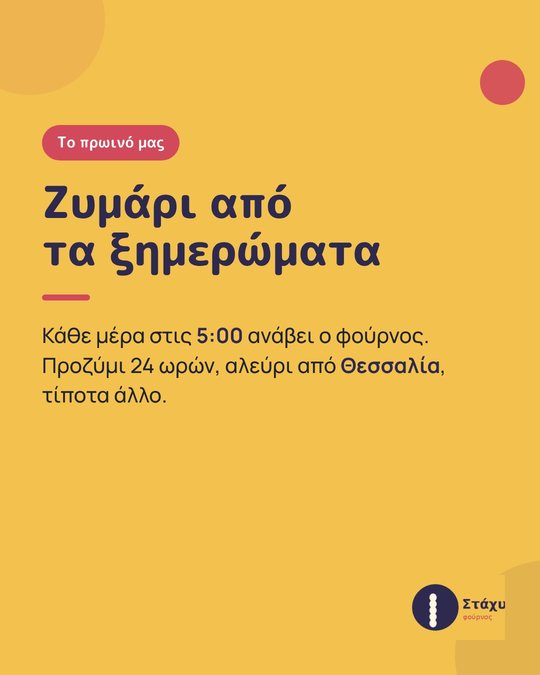 Το πρωινό μας
Ζυμάρι από
τα ξημερώματα
Κάθε μέρα στις 5:00 ανάβει ο φούρνος.
Προζύμι 24 ωρών, αλεύρι από Θεσσαλία,
τίποτα άλλο.
Στάχυ
φούρνος